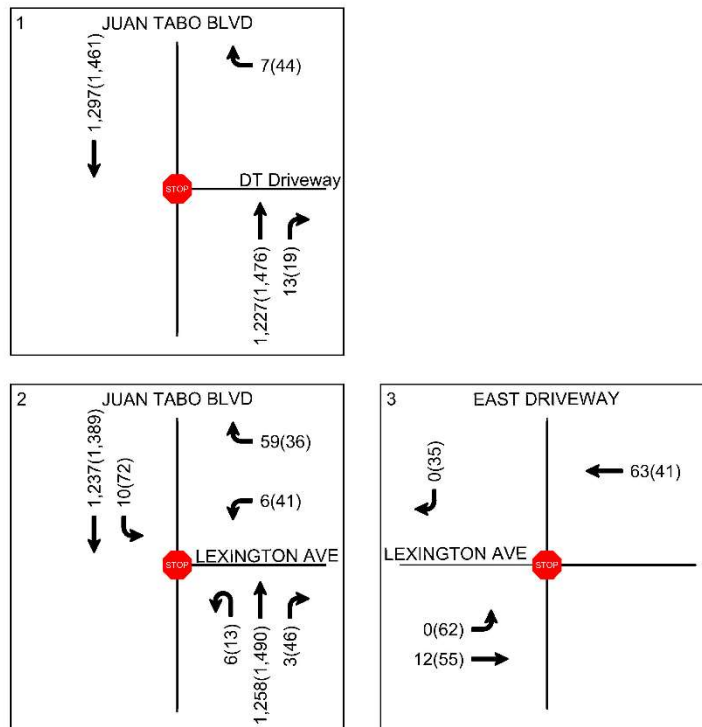 1
JUAN TABO BLVD
1,297(1,461)
7(44)
STOP
DT Driveway
1,227(1,476)
13(19)
2
JUAN TABO BLVD
1,237(1,389)
10(72)
59(36)
6(41)
STOP
LEXINGTON AVE
6(13)
1,258(1,490)
3(46)
3
EAST DRIVEWAY
0(35)
63(41)
LEXINGTON AVE
STOP
0(62)
12(55)